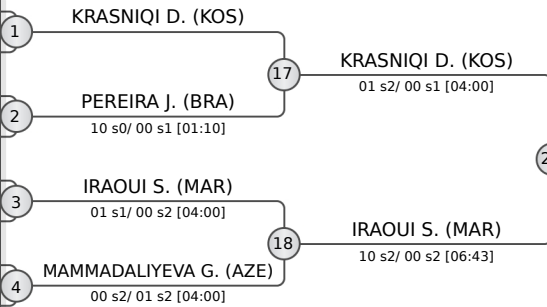 KRASNIQI D. (KOS)
1
17
KRASNIQI D. (KOS)
01 s2/ 00 s1 [04:00]
PEREIRA J. (BRA)
2
10 s0/ 00 s1 [01:10]
IRAOUI S. (MAR)
3
01 s1/ 00 s2 [04:00]
18
IRAOUI S. (MAR)
10 s2/ 00 s2 [06:43]
MAMMADALIYEVA G. (AZE)
4
00 s2/ 01 s2 [04:00]